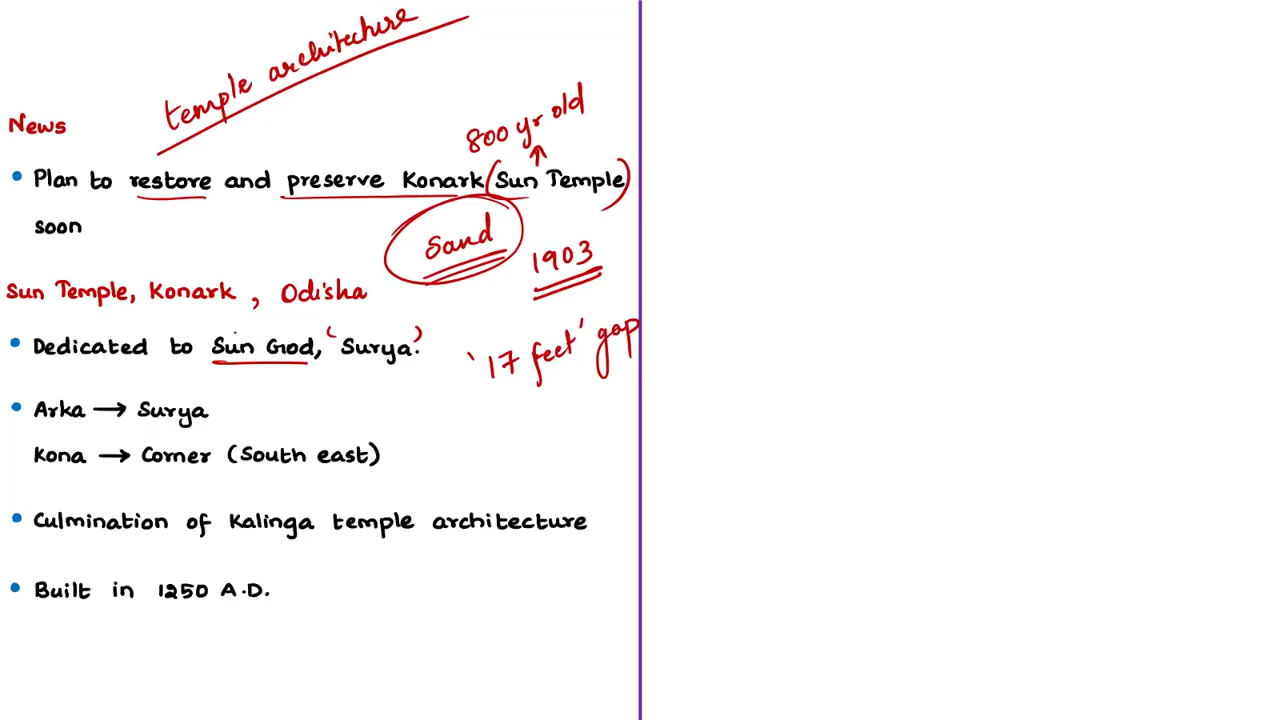 temple architecture
News
800 yr old
• Plan to restore and preserve Konark (Sun Temple)
soon
Sand
1903
Sun Temple, Konark, Odisha
• Dedicated to Sun God, 'Surya'.
'17 feet' gap
• Arka → Surya
Kona → Corner (South east)
• Culmination of Kalinga temple architecture
• Built in 1250 A.D.